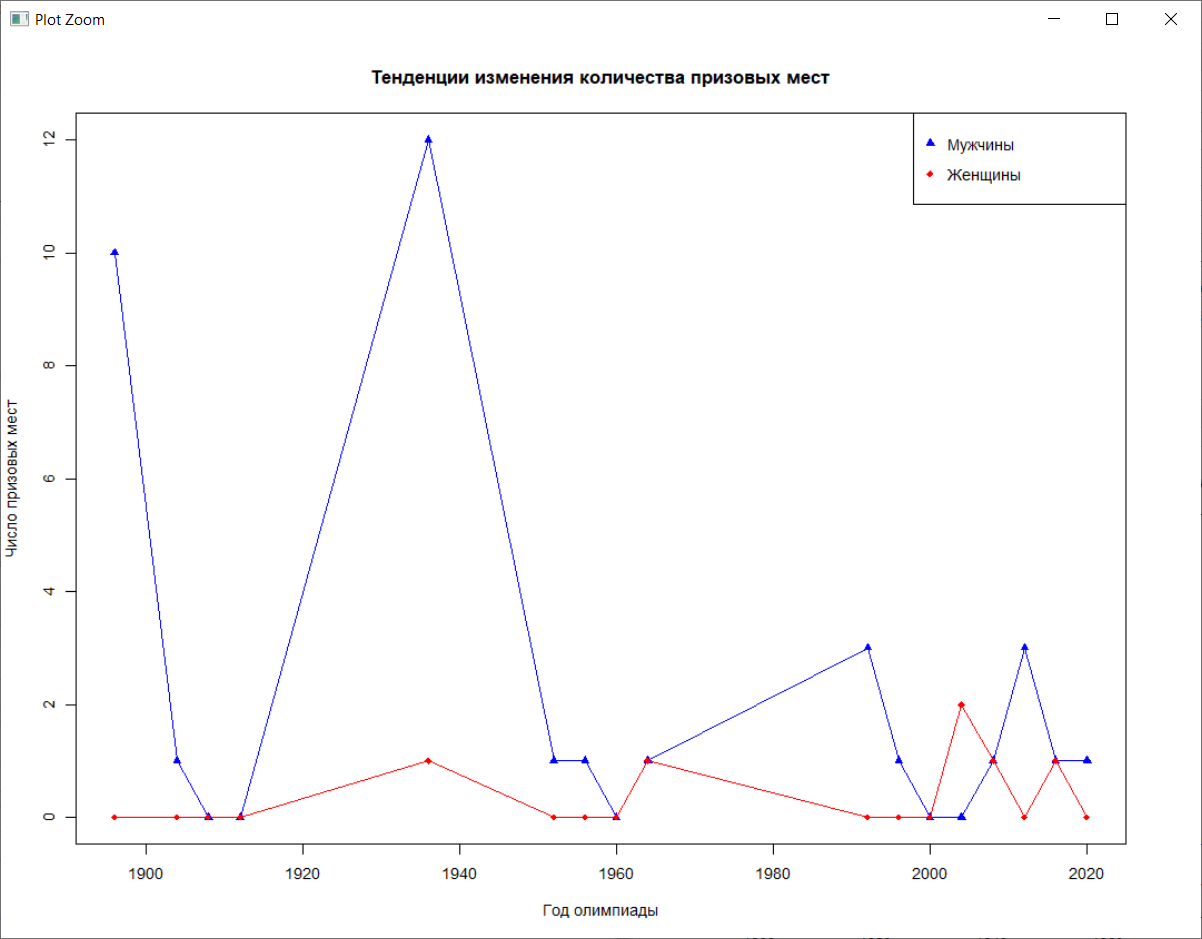 Plot Zoom
Тенденции изменения количества призовых мест
Мужчины
Женщины
12
10
8
6
4
2
0
Число призовых мест
1900 1920 1940 1960 1980 2000 2020
Год олимпиады